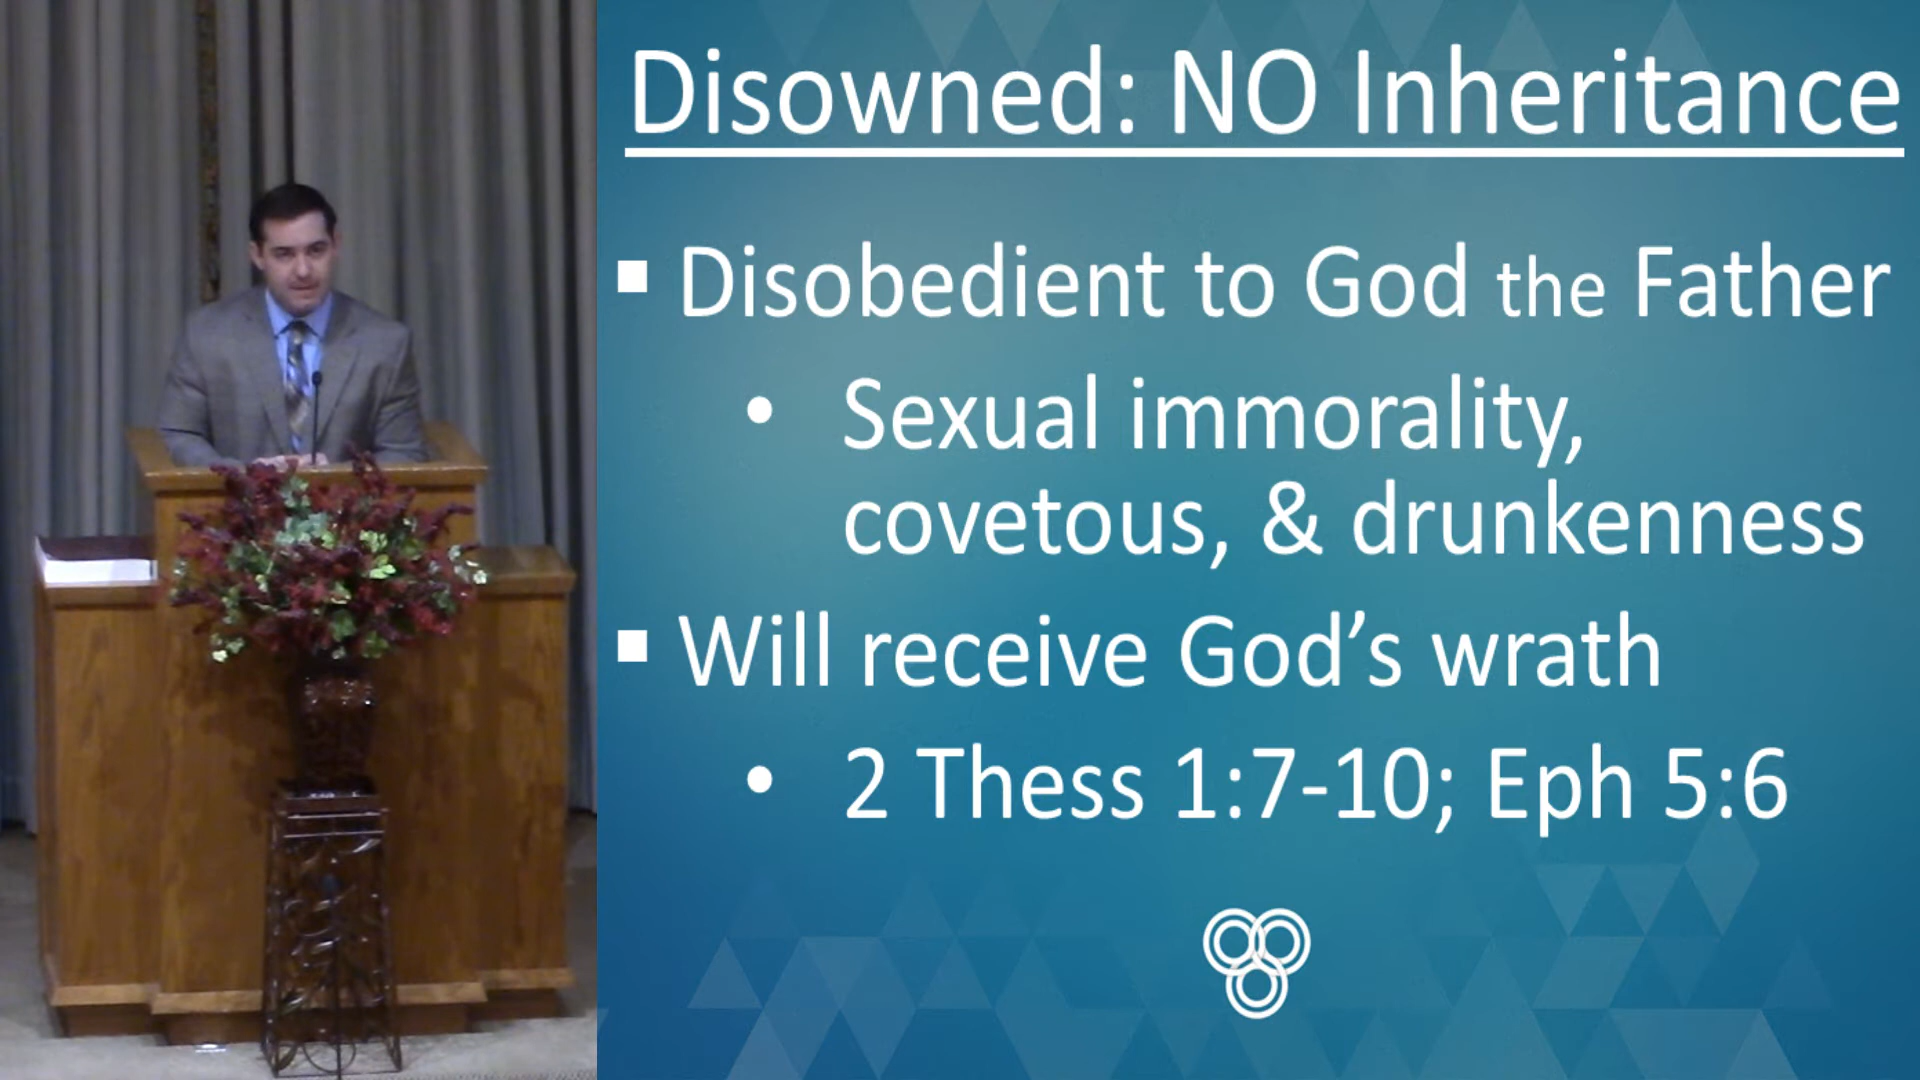 Disowned: NO Inheritance
▪ Disobedient to God the Father
• Sexual immorality,
covetous, & drunkenness
▪ Will receive God’s wrath
• 2 Thess 1:7-10; Eph 5:6